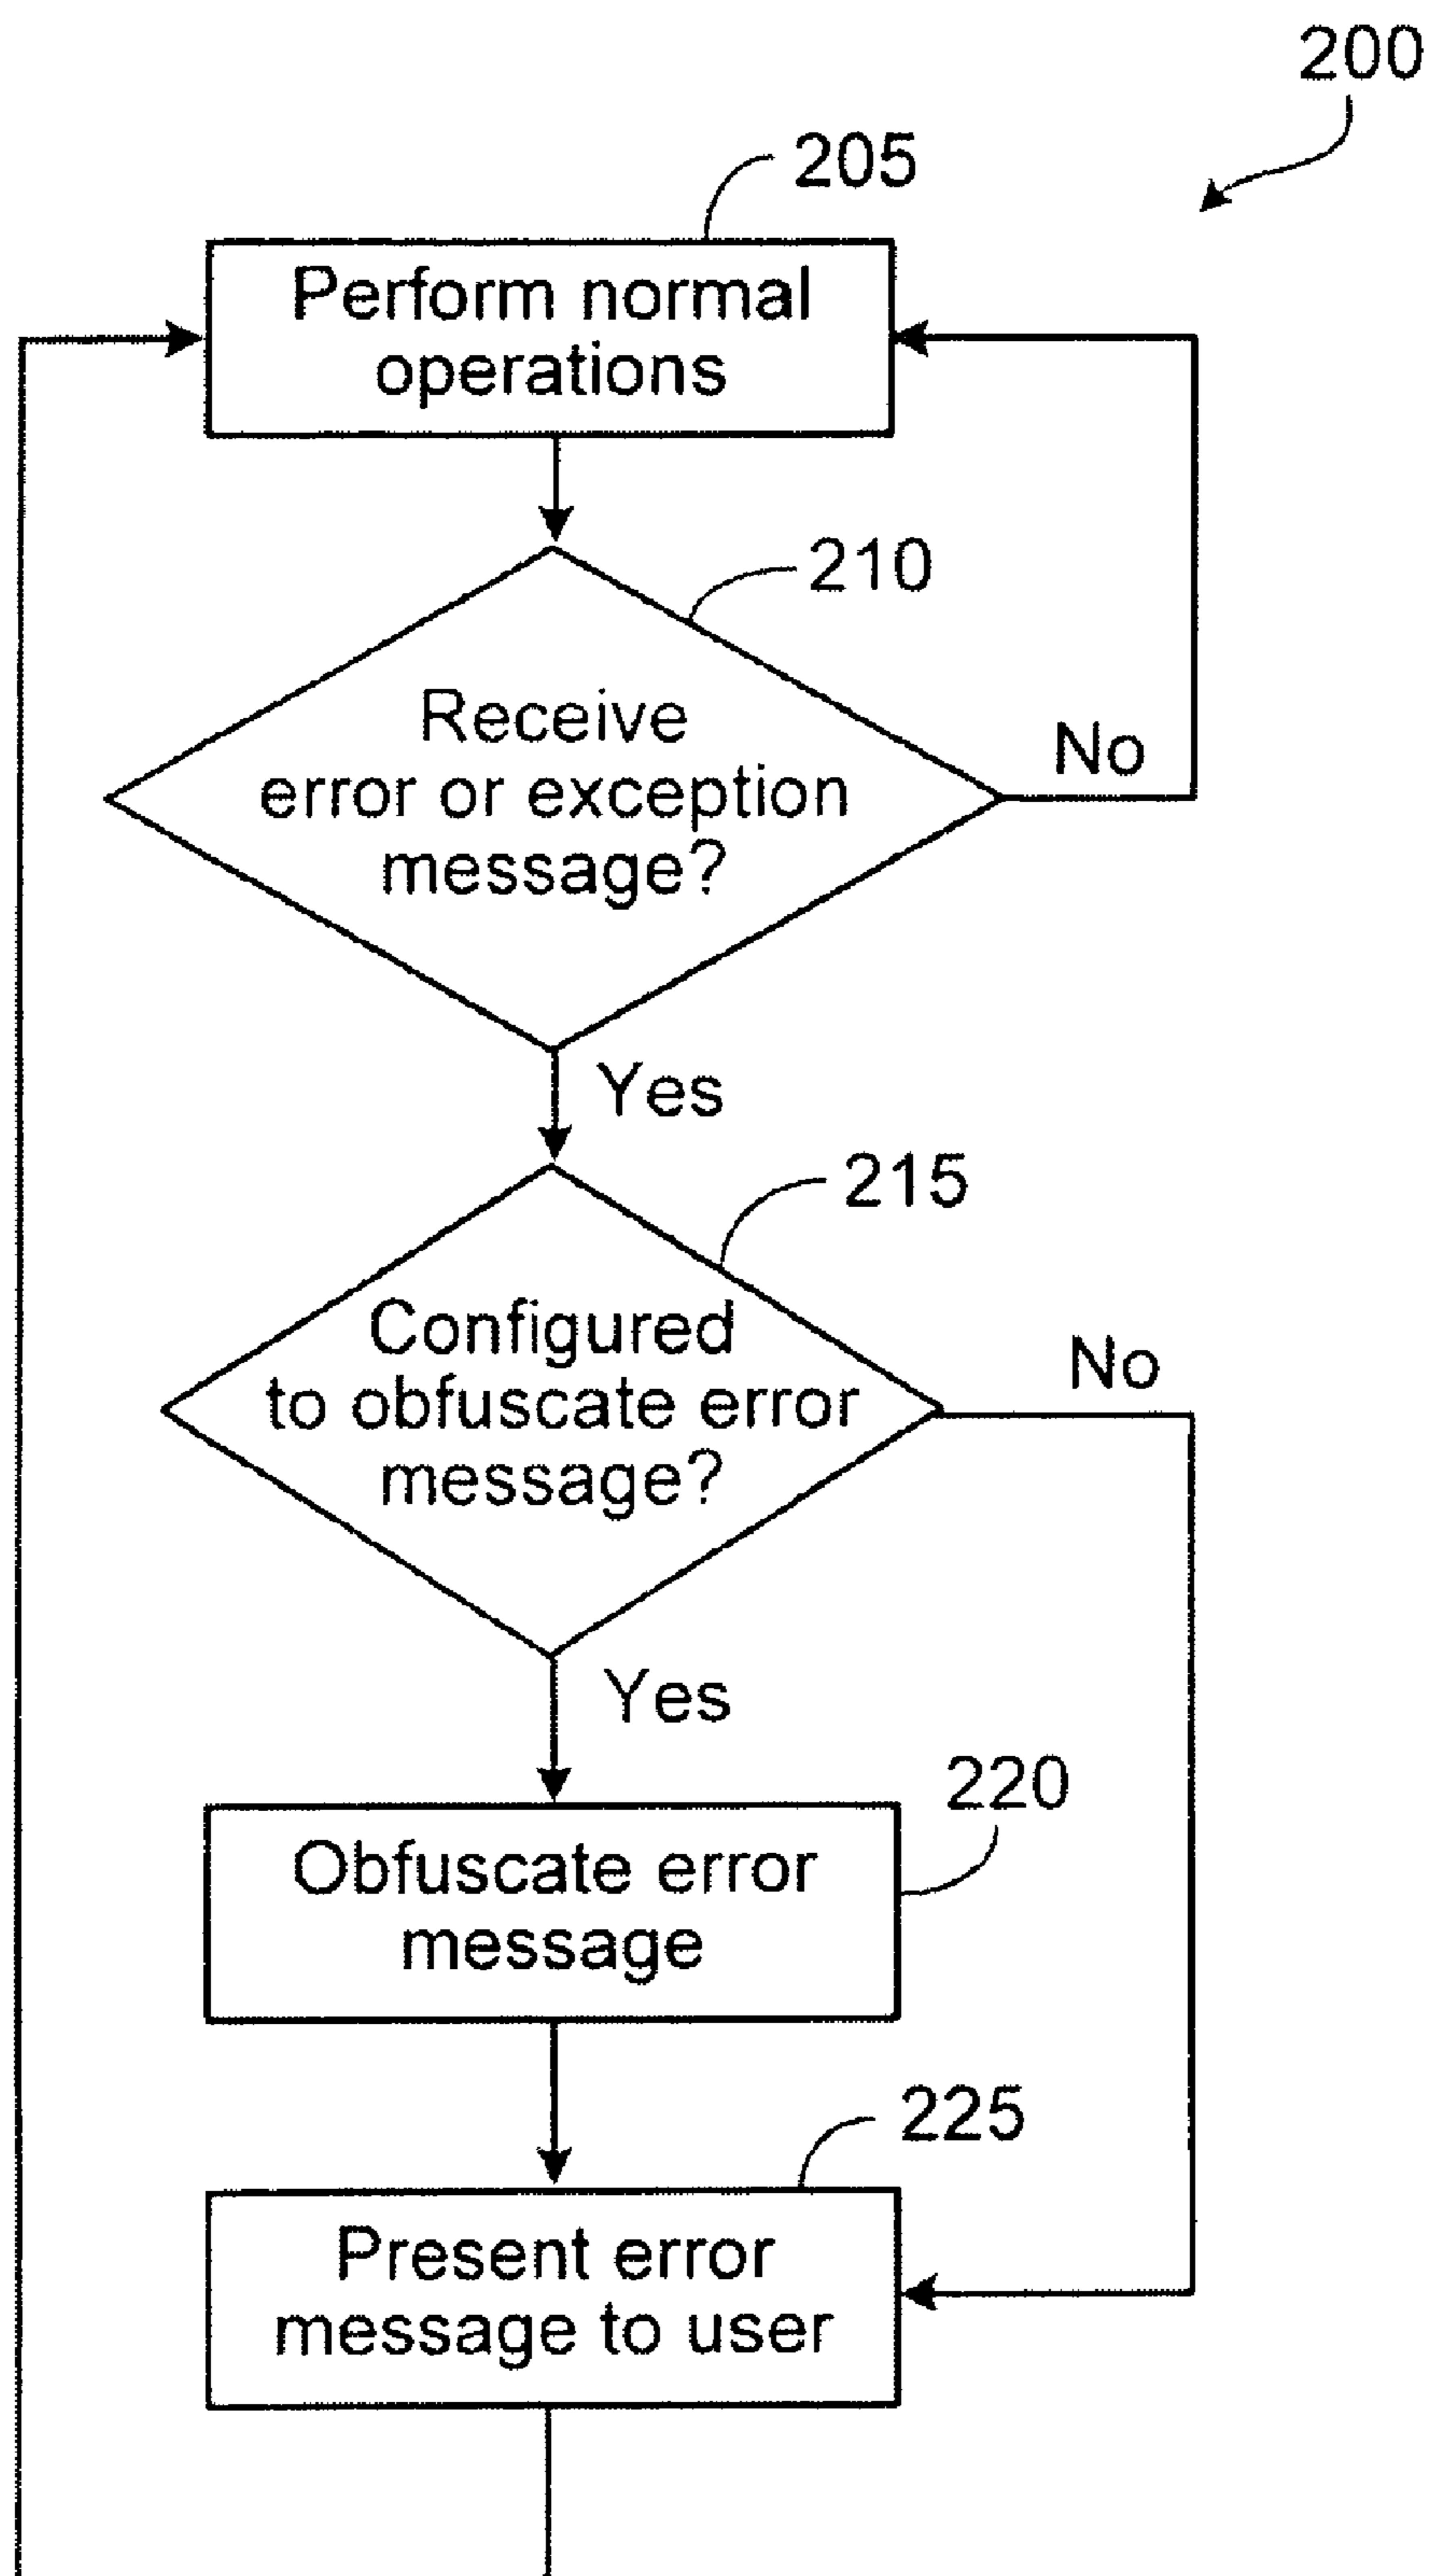 200
205
Perform normal
operations
210
Receive
error or exception
message?
No
Yes
215
Configured
to obfuscate error
message?
No
Yes
220
Obfuscate error
message
225
Present error
message to user